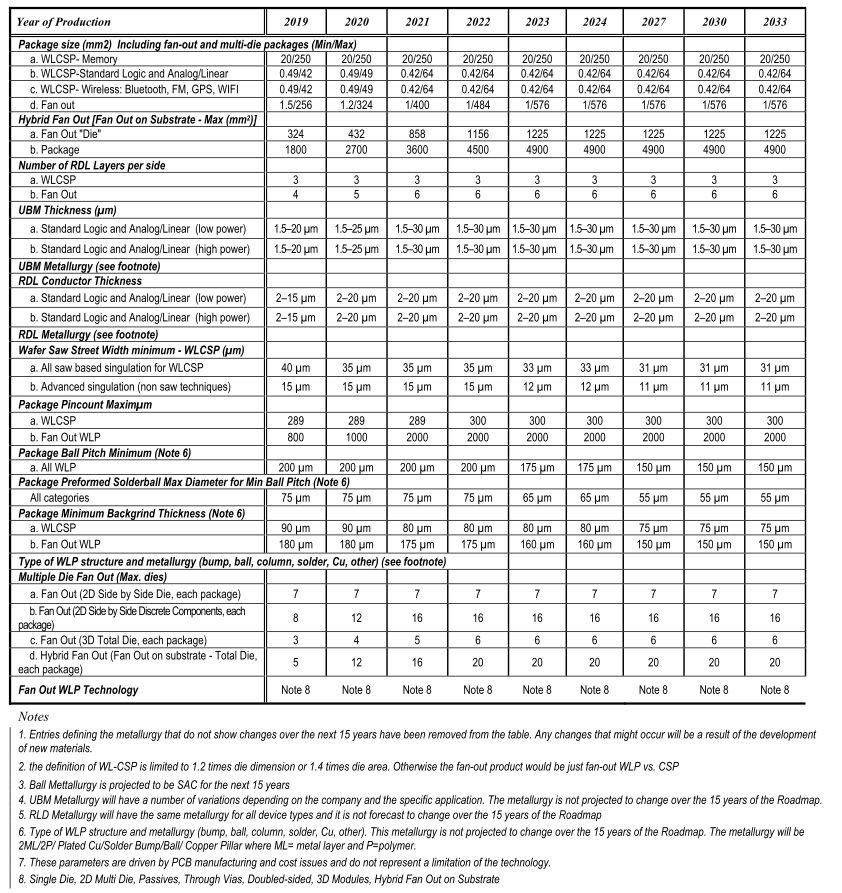 Year of Production 2019 2020 2021 2022 2023 2024 2027 2030 2033
Package size (mm2) Including fan-out and multi-die packages (Min/Max)
a. WLCSP- Memory 20/250 20/250 20/250 20/250 20/250 20/250 20/250 20/250 20/250
b. WLCSP-Standard Logic and Analog/Linear 0.49/42 0.49/49 0.42/64 0.42/64 0.42/64 0.42/64 0.42/64 0.42/64 0.42/64
c. WLCSP- Wireless: Bluetooth, FM, GPS, WIFI 0.49/42 0.49/49 0.42/64 0.42/64 0.42/64 0.42/64 0.42/64 0.42/64 0.42/64
d. Fan out 1.5/256 1.2/324 1/400 1/484 1/576 1/576 1/576 1/576 1/576
Hybrid Fan Out [Fan Out on Substrate - Max (mm²)]
a. Fan Out "Die" 324 432 858 1156 1225 1225 1225 1225 1225
b. Package 1800 2700 3600 4500 4900 4900 4900 4900 4900
Number of RDL Layers per side
a. WLCSP 3 3 3 3 3 3 3 3 3
b. Fan Out 4 5 6 6 6 6 6 6 6
UBM Thickness (µm)
a. Standard Logic and Analog/Linear (low power) 1.5–20 µm 1.5–25 µm 1.5–30 µm 1.5–30 µm 1.5–30 µm 1.5–30 µm 1.5–30 µm 1.5–30 µm 1.5–30 µm
b. Standard Logic and Analog/Linear (high power) 1.5–20 µm 1.5–25 µm 1.5–30 µm 1.5–30 µm 1.5–30 µm 1.5–30 µm 1.5–30 µm 1.5–30 µm 1.5–30 µm
UBM Metallurgy (see footnote)
RDL Conductor Thickness
a. Standard Logic and Analog/Linear (low power) 2–15 µm 2–20 µm 2–20 µm 2–20 µm 2–20 µm 2–20 µm 2–20 µm 2–20 µm 2–20 µm
b. Standard Logic and Analog/Linear (high power) 2–15 µm 2–20 µm 2–20 µm 2–20 µm 2–20 µm 2–20 µm 2–20 µm 2–20 µm 2–20 µm
RDL Metallurgy (see footnote)
Wafer Saw Street Width minimum - WLCSP (µm)
a. All saw based singulation for WLCSP 40 µm 35 µm 35 µm 35 µm 33 µm 33 µm 31 µm 31 µm 31 µm
b. Advanced singulation (non saw techniques) 15 µm 15 µm 15 µm 15 µm 12 µm 12 µm 11 µm 11 µm 11 µm
Package Pincount Maximµm
a. WLCSP 289 289 289 300 300 300 300 300 300
b. Fan Out WLP 800 1000 2000 2000 2000 2000 2000 2000 2000
Package Ball Pitch Minimum (Note 6)
a. All WLP 200 µm 200 µm 200 µm 200 µm 175 µm 175 µm 150 µm 150 µm 150 µm
Package Preformed Solderball Max Diameter for Min Ball Pitch (Note 6)
All categories 75 µm 75 µm 75 µm 75 µm 65 µm 65 µm 55 µm 55 µm 55 µm
Package Minimum Backgrind Thickness (Note 6)
a. WLCSP 90 µm 90 µm 80 µm 80 µm 80 µm 80 µm 75 µm 75 µm 75 µm
b. Fan Out WLP 180 µm 180 µm 175 µm 175 µm 160 µm 160 µm 150 µm 150 µm 150 µm
Type of WLP structure and metallurgy (bump, ball, column, solder, Cu, other) (see footnote)
Multiple Die Fan Out (Max. dies)
a. Fan Out (2D Side by Side Die, each package) 7 7 7 7 7 7 7 7 7
b. Fan Out (2D Side by Side Discrete Components, each
package) 8 12 16 16 16 16 16 16 16
c. Fan Out (3D Total Die, each package) 3 4 5 6 6 6 6 6 6
d. Hybrid Fan Out (Fan Out on substrate - Total Die,
each package) 5 12 16 20 20 20 20 20 20
Fan Out WLP Technology Note 8 Note 8 Note 8 Note 8 Note 8 Note 8 Note 8 Note 8 Note 8
Notes
1. Entries defining the metallurgy that do not show changes over the next 15 years have been removed from the table. Any changes that might occur will be a result of the development
of new materials.
2. the definition of WL-CSP is limited to 1.2 times die dimension or 1.4 times die area. Otherwise the fan-out product would be just fan-out WLP vs. CSP
3. Ball Mettallurgy is projected to be SAC for the next 15 years
4. UBM Metallurgy will have a number of variations depending on the company and the specific application. The metallurgy is not projected to change over the 15 years of the Roadmap.
5. RLD Metallurgy will have the same metallurgy for all device types and it is not forecast to change over the 15 years of the Roadmap
6. Type of WLP structure and metallurgy (bump, ball, column, solder, Cu, other). This metallurgy is not projected to change over the 15 years of the Roadmap. The metallurgy will be
2ML/2P/ Plated Cu/Solder Bump/Ball/ Copper Pillar where ML= metal layer and P=polymer.
7. These parameters are driven by PCB manufacturing and cost issues and do not represent a limitation of the technology.
8. Single Die, 2D Multi Die, Passives, Through Vias, Doubled-sided, 3D Modules, Hybrid Fan Out on Substrate